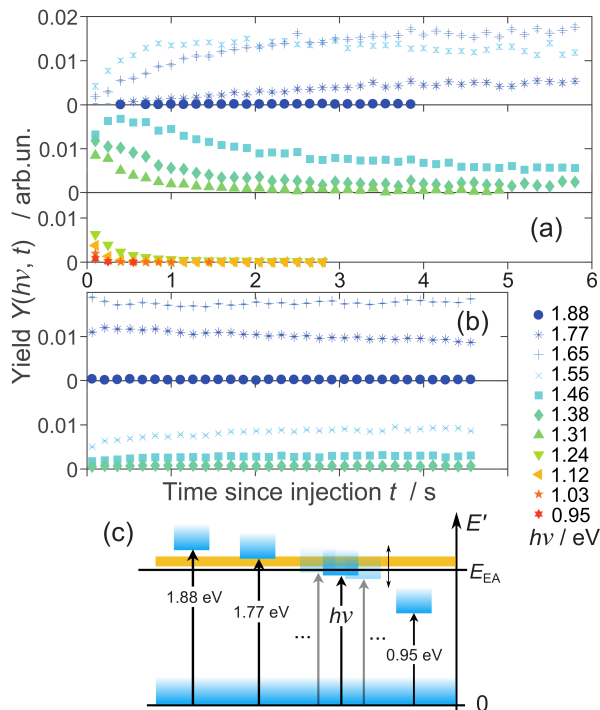 0.02
0
0.01
0
0.01
0
Yield Y(hν, t) / arb.un.
(a)
0 1 2 3 4 5 6
(b)
0.01
0
0.01
0
Time since injection t / s
1.88
1.77
1.65
1.55
1.46
1.38
1.31
1.24
1.12
1.03
0.95
hν / eV
(c)
E'
E_EA
1.88 eV
1.77 eV
...
hν
...
0.95 eV
0